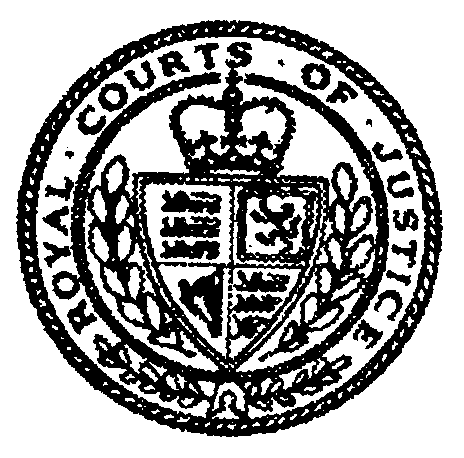 ROYAL · COURTS · OF · JUSTICE